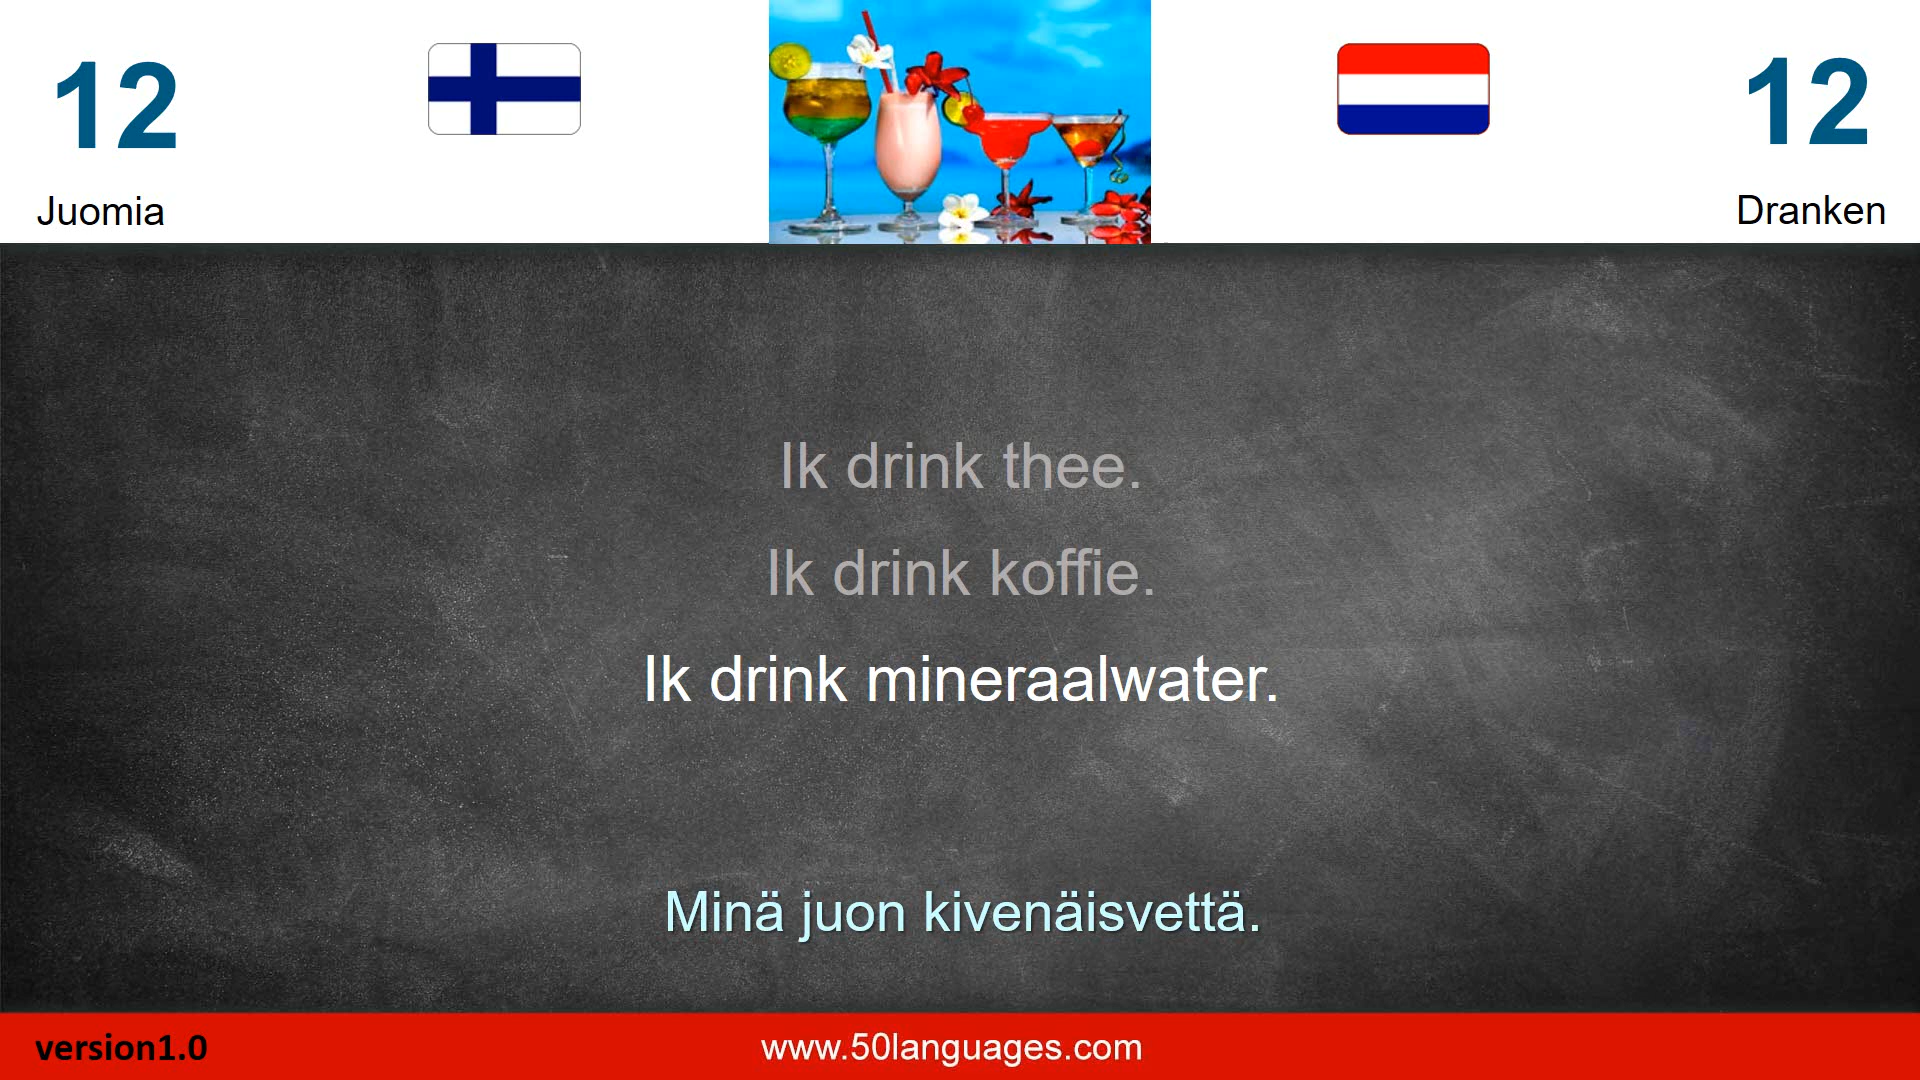 12
12
Juomia
Dranken
Ik drink thee.
Ik drink koffie.
Ik drink mineraalwater.
Minä juon kivenäisvettä.
version1.0
www.50languages.com